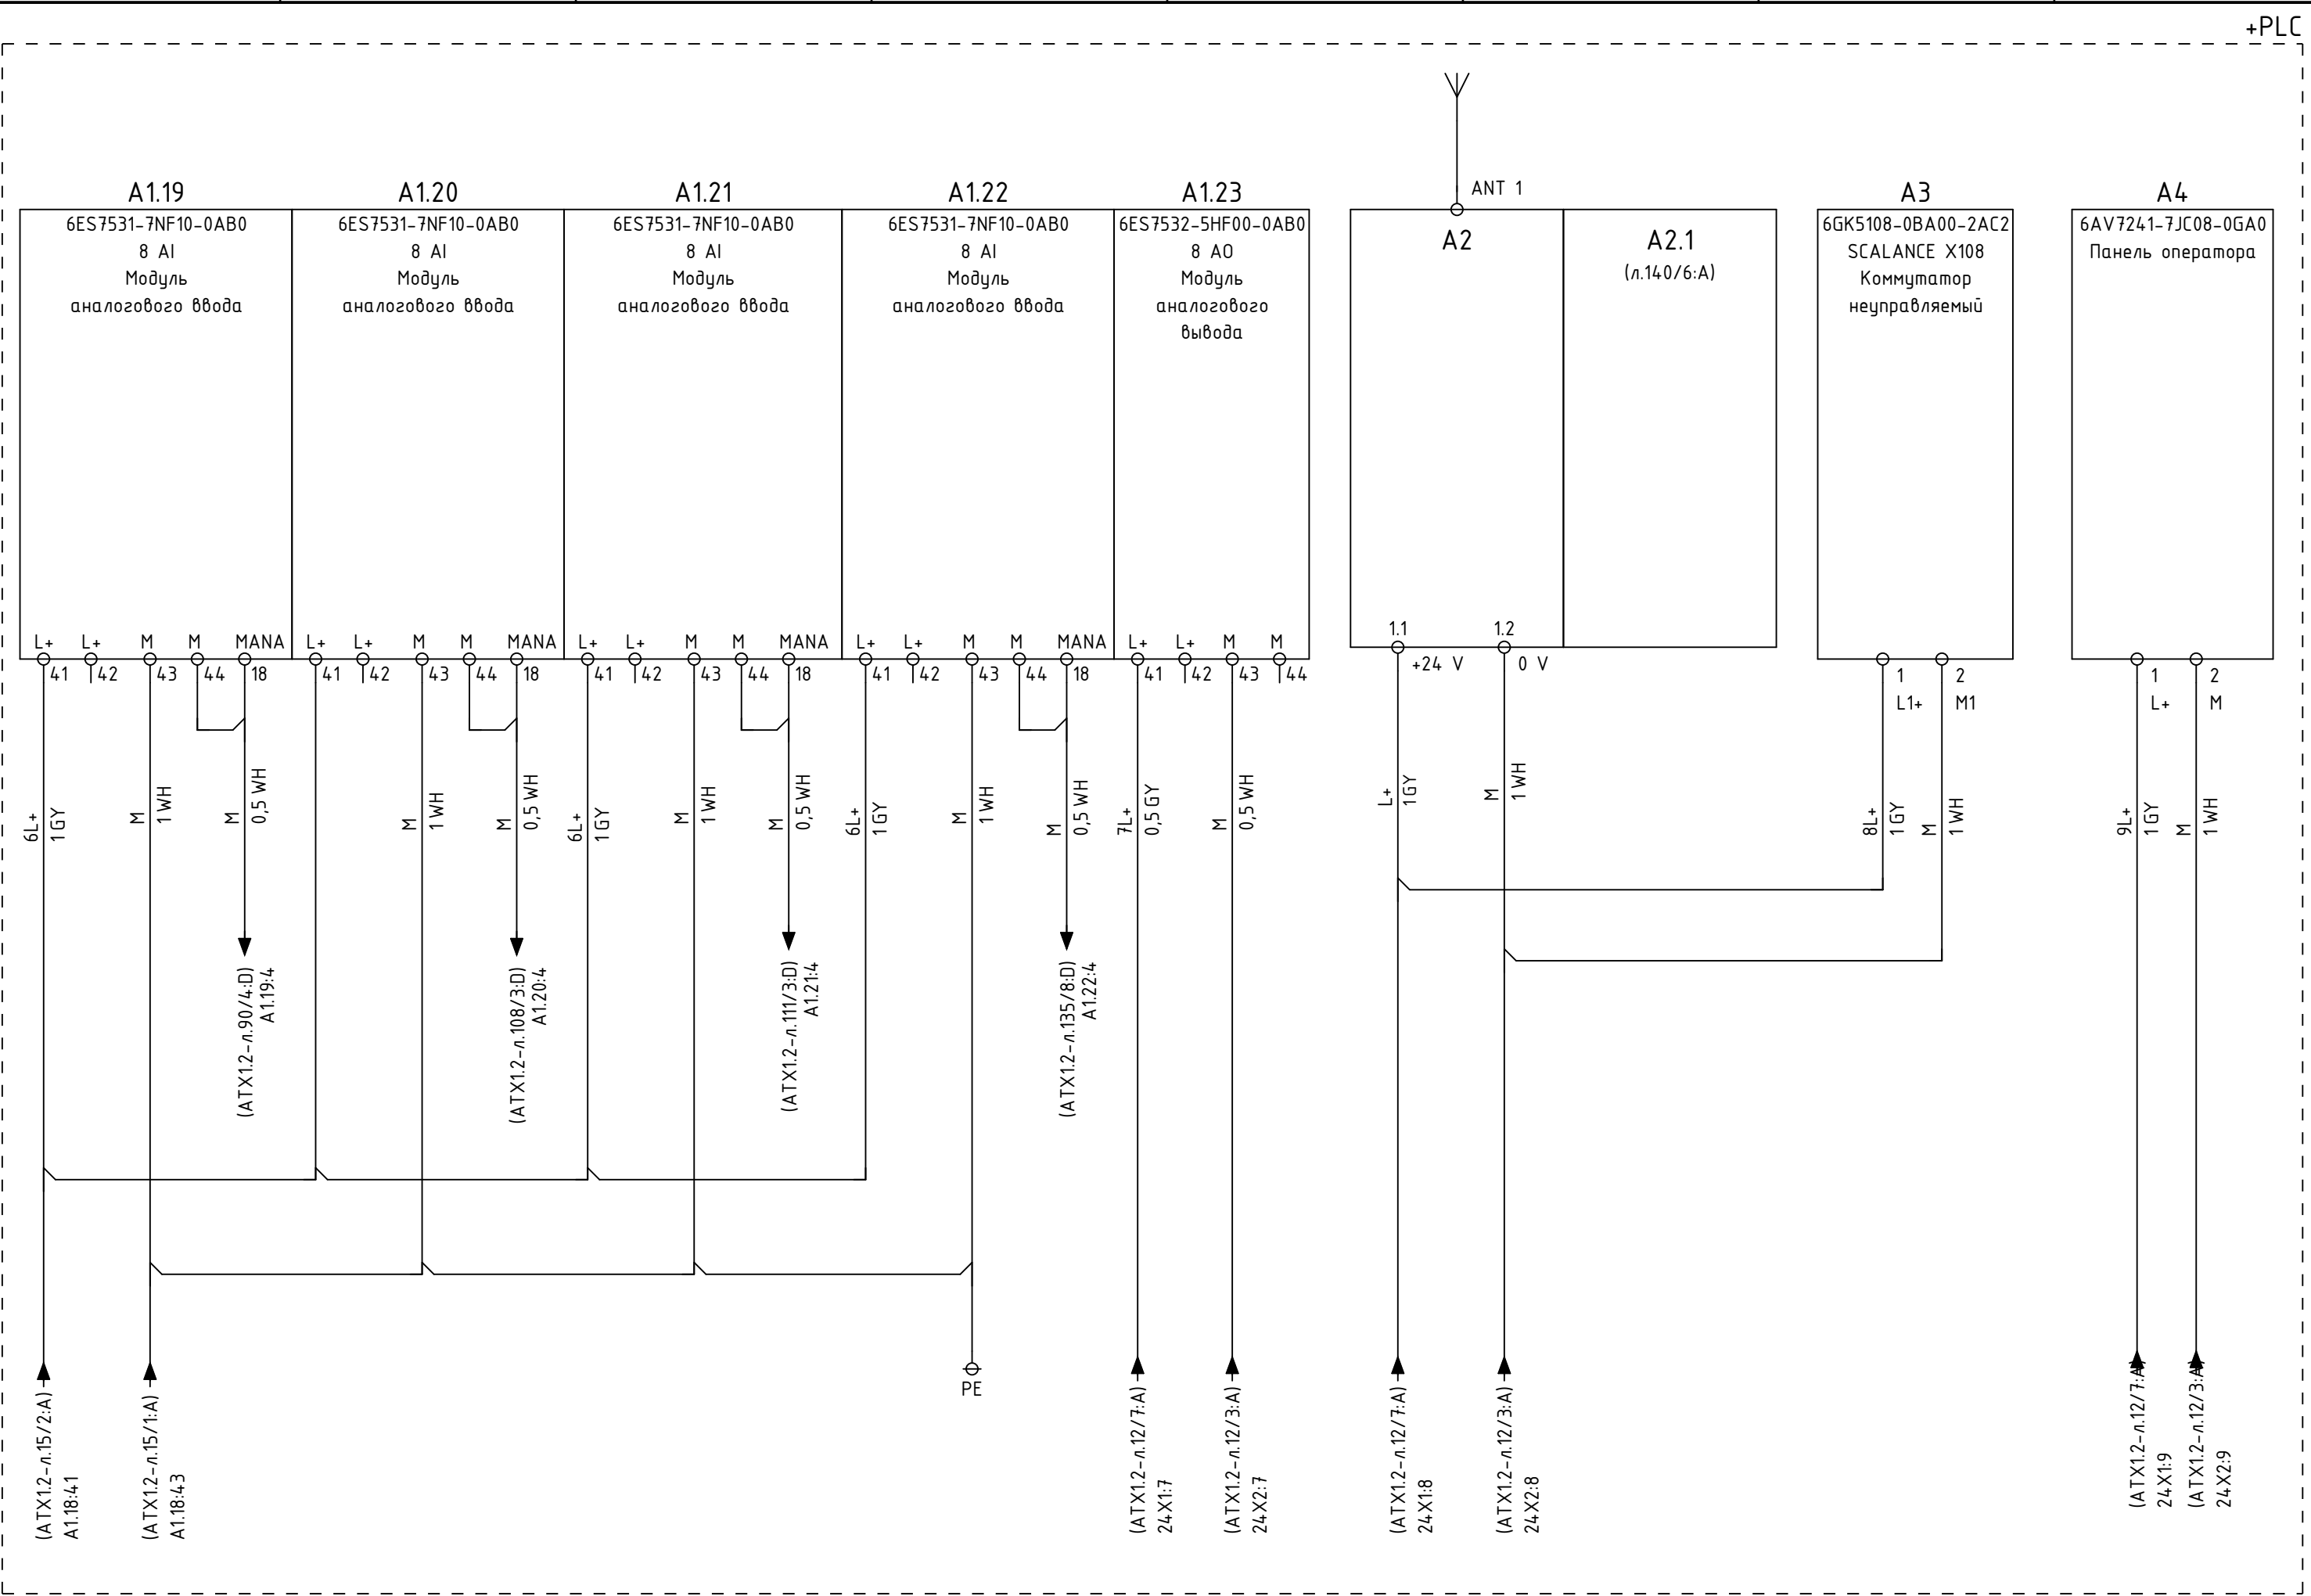 +PLC
ANT 1
A1.19
A1.20
A1.21
A1.22
A1.23
A3
A4
6ES7531-7NF10-0AB0
8 AI
Модуль
аналогового ввода
6ES7531-7NF10-0AB0
8 AI
Модуль
аналогового ввода
6ES7531-7NF10-0AB0
8 AI
Модуль
аналогового ввода
6ES7531-7NF10-0AB0
8 AI
Модуль
аналогового ввода
6ES7532-5HF00-0AB0
8 AO
Модуль
аналогового
вывода
A2
A2.1
(л.140/6:A)
6GK5108-0BA00-2AC2
SCALANCE X108
Коммутатор
неуправляемый
6AV7241-7JC08-0GA0
Панель оператора
L+ L+ M M MANA
L+ L+ M M MANA
L+ L+ M M MANA
L+ L+ M M MANA
L+ L+ M M
1.1 1.2
41 42 43 44 18
41 42 43 44 18
41 42 43 44 18
41 42 43 44 18
41 42 43 44
+24 V 0 V
1 2
L1+ M1
1 2
L+ M
6L+
1 GY
M
1 WH
M
0,5 WH
M
1 WH
M
0,5 WH
6L+
1 GY
M
1 WH
M
0,5 WH
6L+
1 GY
M
1 WH
M
0,5 WH
7L+
0,5 GY
M
0,5 WH
L+
1 GY
M
1 WH
8L+
1 GY
M
1 WH
9L+
1 GY
M
1 WH
(ATX1.2-л.90/4:D)
A1.19:4
(ATX1.2-л.108/3:D)
A1.20:4
(ATX1.2-л.111/3:D)
A1.21:4
(ATX1.2-л.135/8:D)
A1.22:4
PE
(ATX1.2-л.15/2:A)
A1.18:41
(ATX1.2-л.15/1:A)
A1.18:43
(ATX1.2-л.12/7:A)
24X1:7
(ATX1.2-л.12/3:A)
24X2:7
(ATX1.2-л.12/7:A)
24X1:8
(ATX1.2-л.12/3:A)
24X2:8
(ATX1.2-л.12/7:A)
24X1:9
(ATX1.2-л.12/3:A)
24X2:9